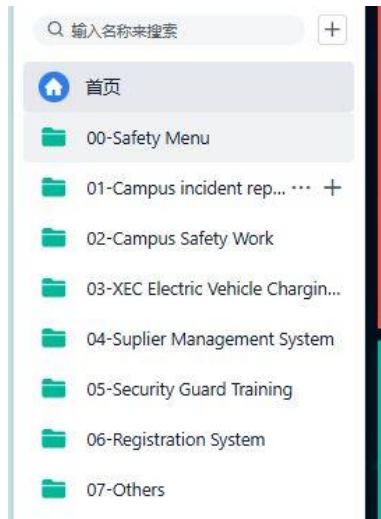 输入名称来搜索
首页
00-Safety Menu
01-Campus incident rep...
02-Campus Safety Work
03-XEC Electric Vehicle Chargin...
04-Suplier Management System
05-Security Guard Training
06-Registration System
07-Others